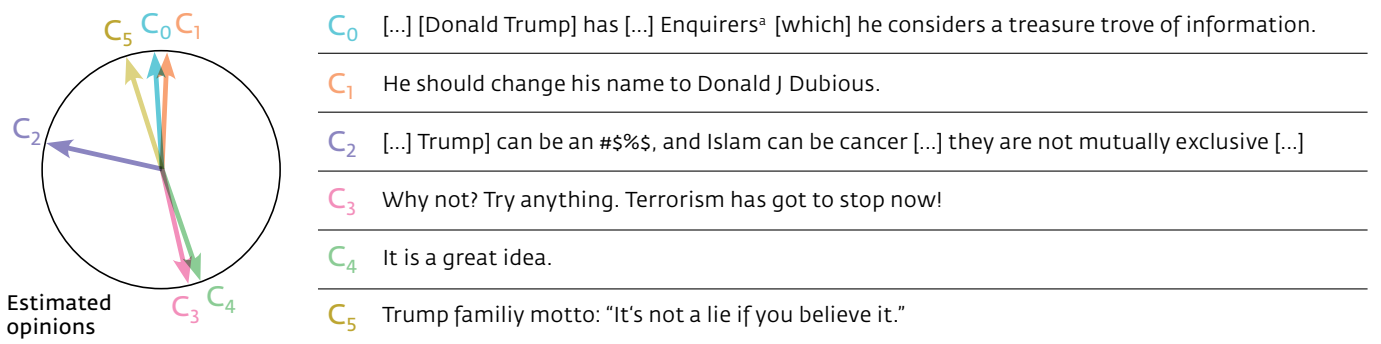 C5 C0 C1
C2
C3 C4
Estimated
opinions
C0 [...] [Donald Trump] has [...] Enquirersª [which] he considers a treasure trove of information.
C1 He should change his name to Donald J Dubious.
C2 [...] Trump] can be an #$%$, and Islam can be cancer [...] they are not mutually exclusive [...]
C3 Why not? Try anything. Terrorism has got to stop now!
C4 It is a great idea.
C5 Trump familiy motto: “It's not a lie if you believe it.”